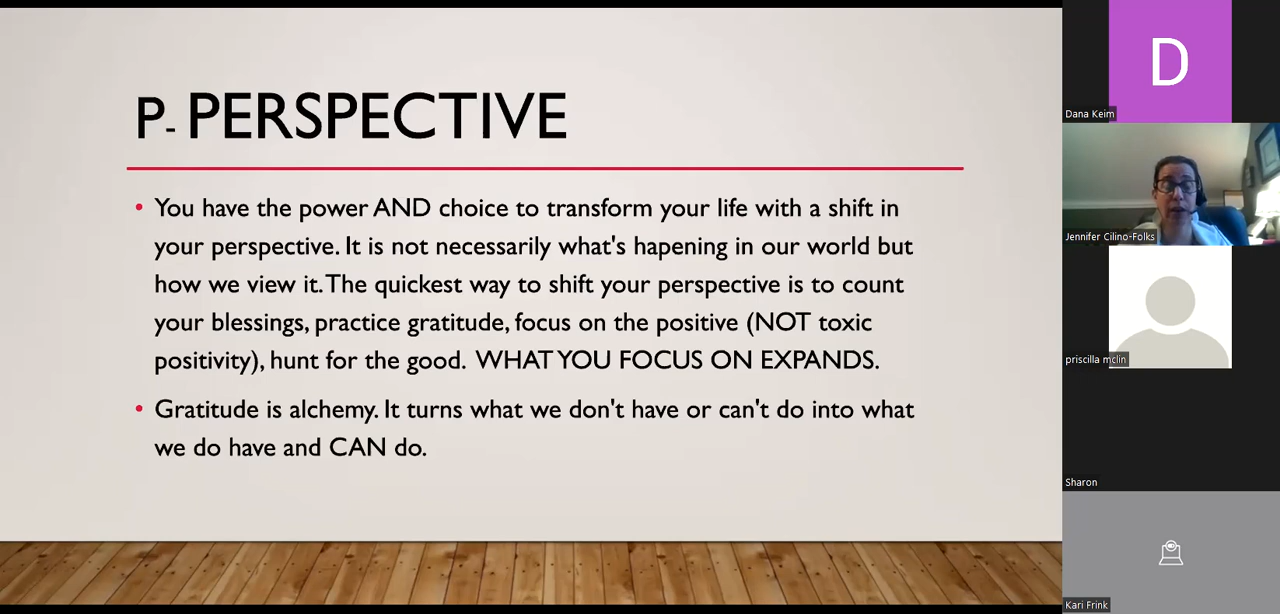 P- PERSPECTIVE
• You have the power AND choice to transform your life with a shift in
your perspective. It is not necessarily what's hapening in our world but
how we view it. The quickest way to shift your perspective is to count
your blessings, practice gratitude, focus on the positive (NOT toxic
positivity), hunt for the good. WHAT YOU FOCUS ON EXPANDS.
• Gratitude is alchemy. It turns what we don't have or can't do into what
we do have and CAN do.
D
Dana Keim
Jennifer Cilino-Folks
priscilla mclin
Sharon
Kari Frink